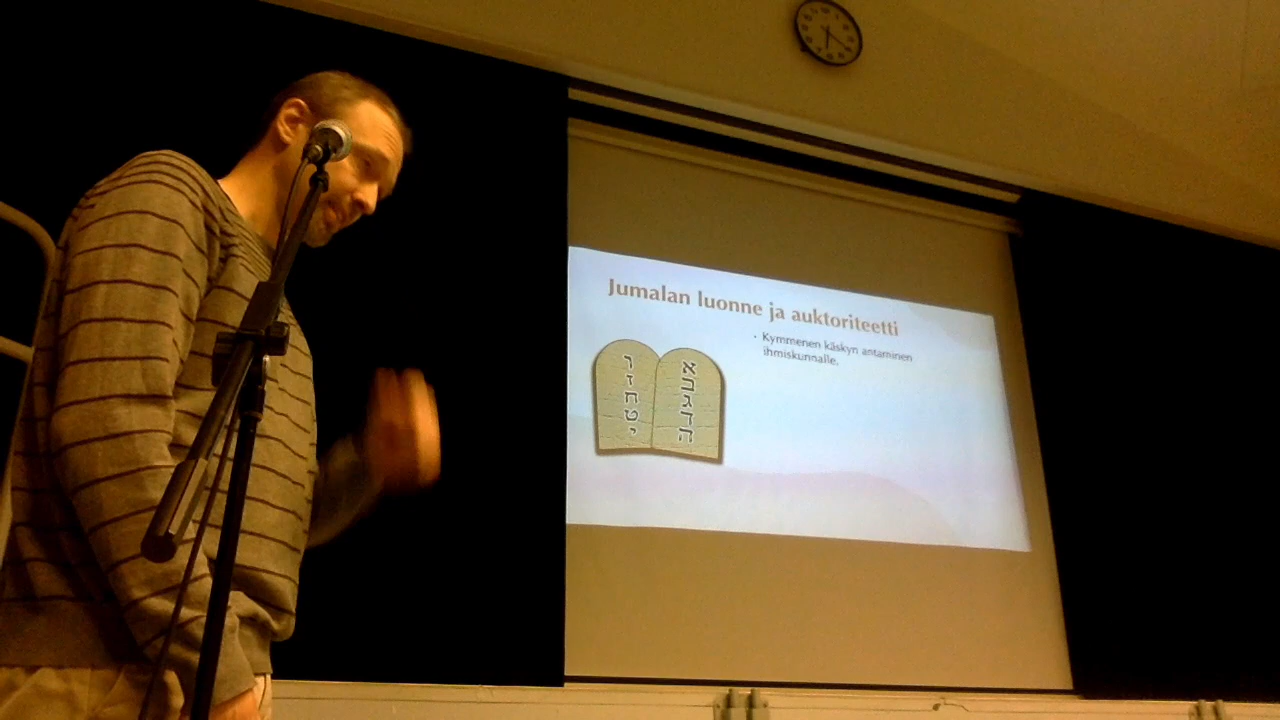 Jumalan luonne ja auktoriteetti
· Kymmenen käskyn antaminen
ihmiskunnalle.
ו א
ז ב
ח ג
ט ד
י ה